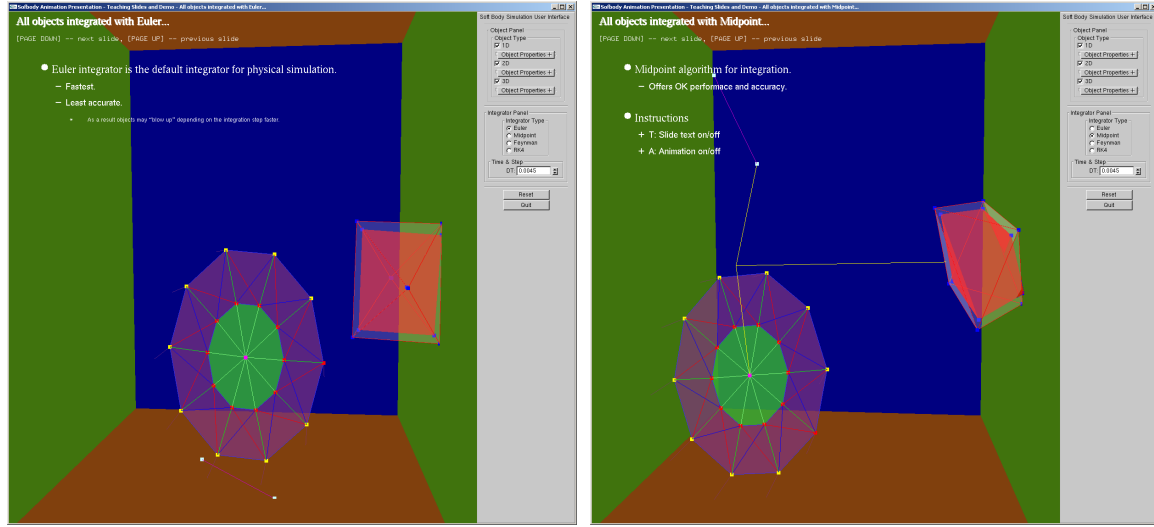 Sofbody Animation Presentation - Teaching Slides and Demo - All objects integrated with Euler...
All objects integrated with Euler...
[PAGE DOWN] -- next slide, [PAGE UP] -- previous slide
Euler integrator is the default integrator for physical simulation.
– Fastest.
– Least accurate.
As a result objects may "blow up" depending on the integration step faster.
Soft Body Simulation User Interface
Object Panel
Object Type
1D
Object Properties +
2D
Object Properties +
3D
Object Properties +
Integrator Panel
Integrator Type
Euler
Midpoint
Feynman
RK4
Time & Step
DT: 0.0045
Reset
Quit
Sofbody Animation Presentation - Teaching Slides and Demo - All objects integrated with Midpoint...
All objects integrated with Midpoint...
[PAGE DOWN] -- next slide, [PAGE UP] -- previous slide
Midpoint algorithm for integration.
– Offers OK performace and accuracy.
Instructions
+ T: Slide text on/off
+ A: Animation on/off
Soft Body Simulation User Interface
Object Panel
Object Type
1D
Object Properties +
2D
Object Properties +
3D
Object Properties +
Integrator Panel
Integrator Type
Euler
Midpoint
Feynman
RK4
Time & Step
DT: 0.0045
Reset
Quit